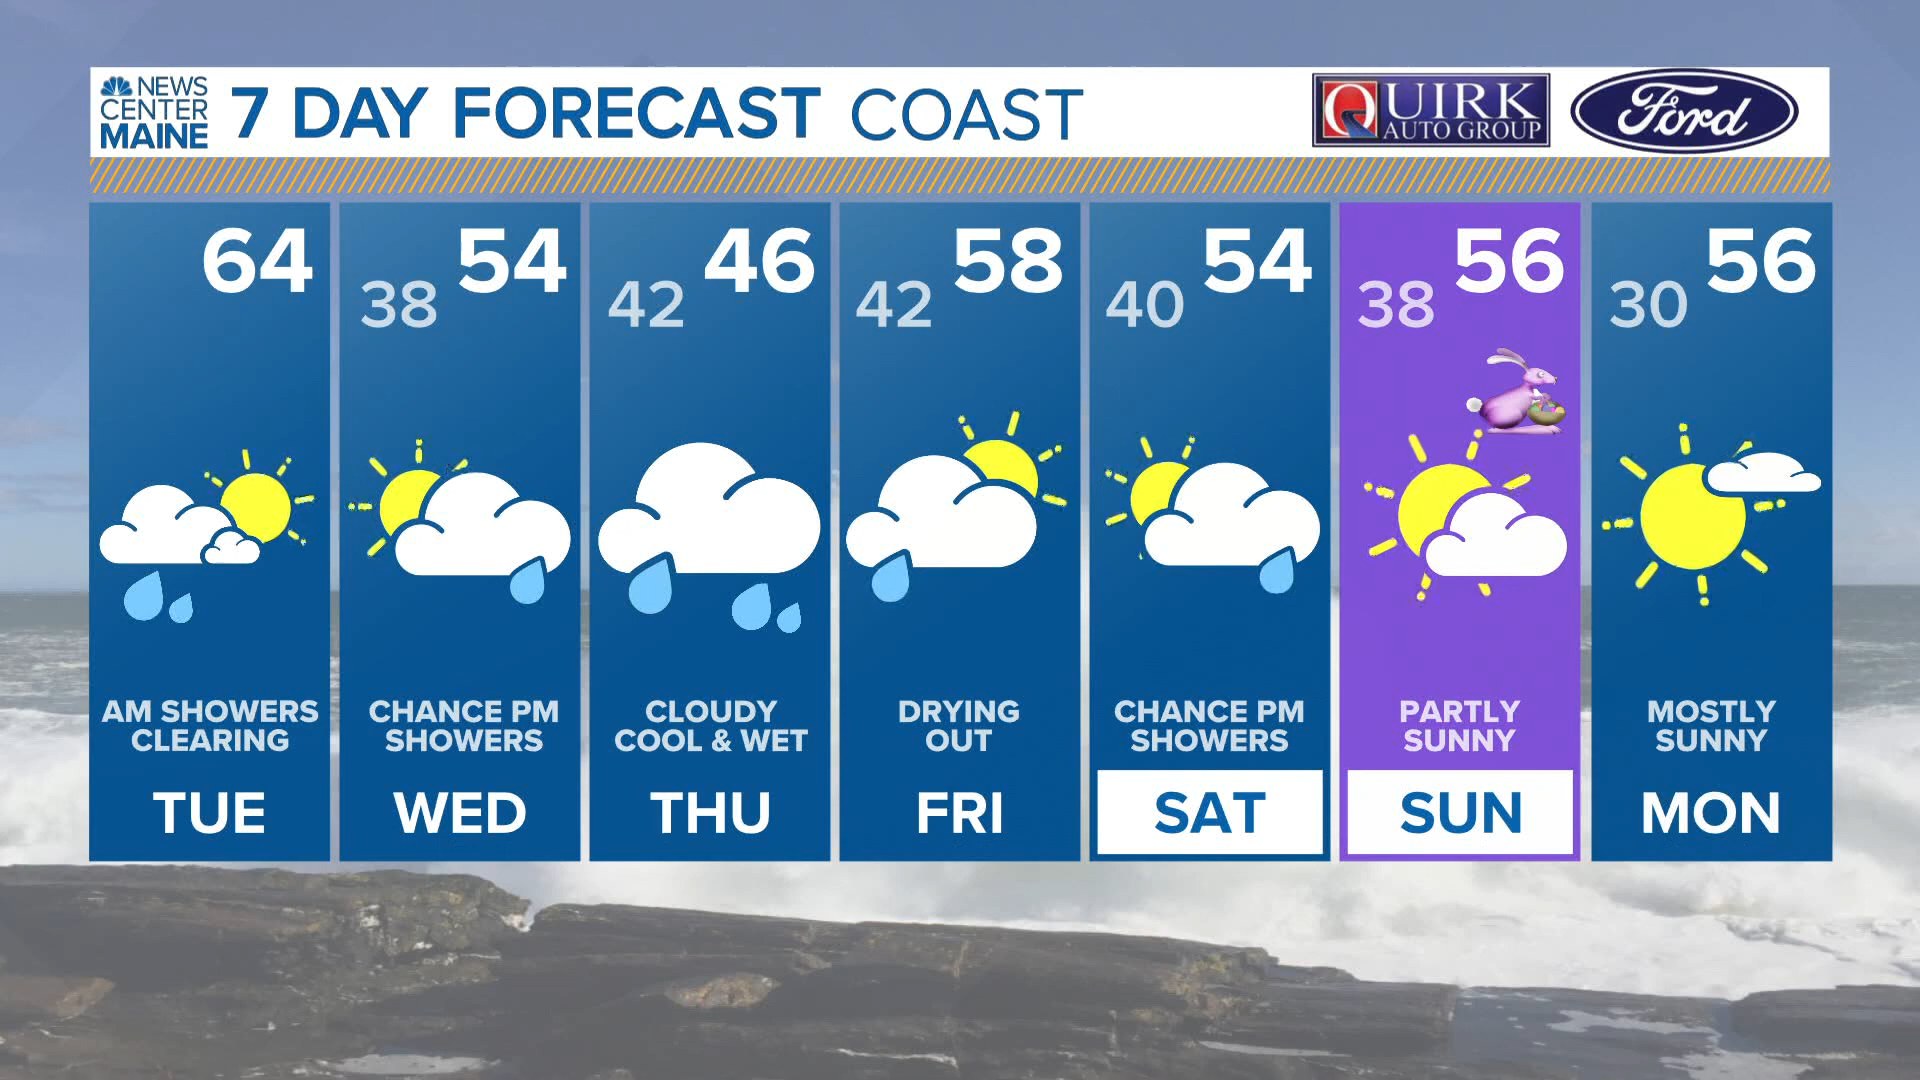 NEWS
CENTER
MAINE
7 DAY FORECAST COAST
QUIRK
AUTO GROUP
Ford
64
38 54
42 46
42 58
40 54
38 56
30 56
AM SHOWERS
CLEARING
CHANCE PM
SHOWERS
CLOUDY
COOL & WET
DRYING
OUT
CHANCE PM
SHOWERS
PARTLY
SUNNY
MOSTLY
SUNNY
TUE
WED
THU
FRI
SAT
SUN
MON